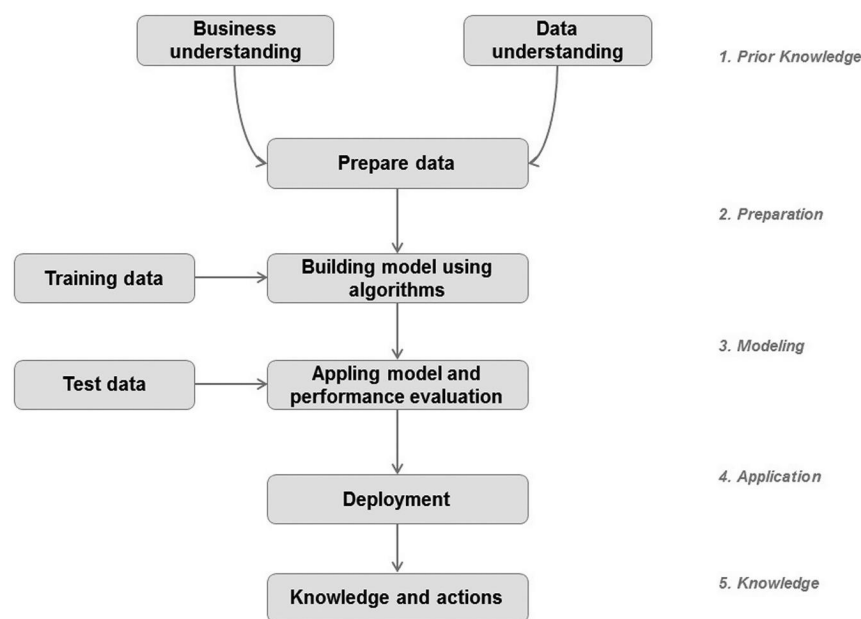 Business
understanding
Data
understanding
1. Prior Knowledge
Prepare data
2. Preparation
Training data
Building model using
algorithms
3. Modeling
Test data
Appling model and
performance evaluation
4. Application
Deployment
5. Knowledge
Knowledge and actions